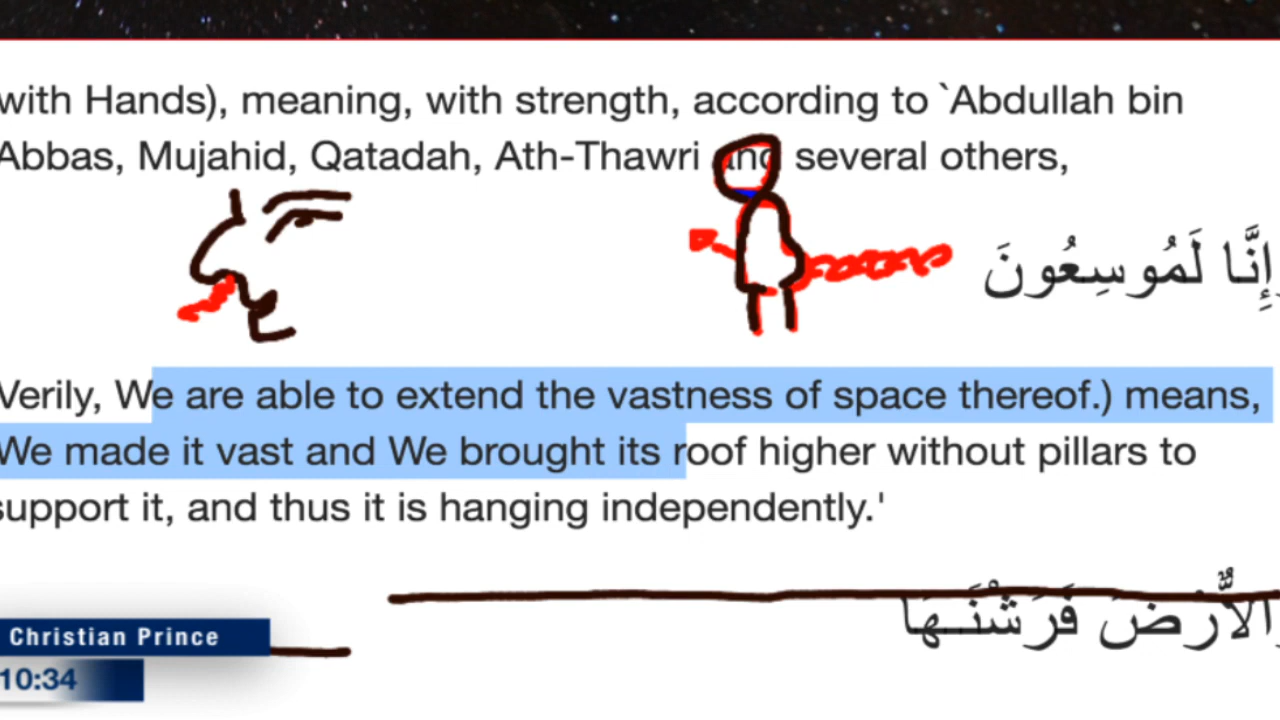 with Hands), meaning, with strength, according to `Abdullah bin
Abbas, Mujahid, Qatadah, Ath-Thawri and several others,
إِنَّا لَمُوسِعُونَ
Verily, We are able to extend the vastness of space thereof.) means,
We made it vast and We brought its roof higher without pillars to
support it, and thus it is hanging independently.'
الاٌّرْضَ فَرَشْنَـهَا
Christian Prince
10:34